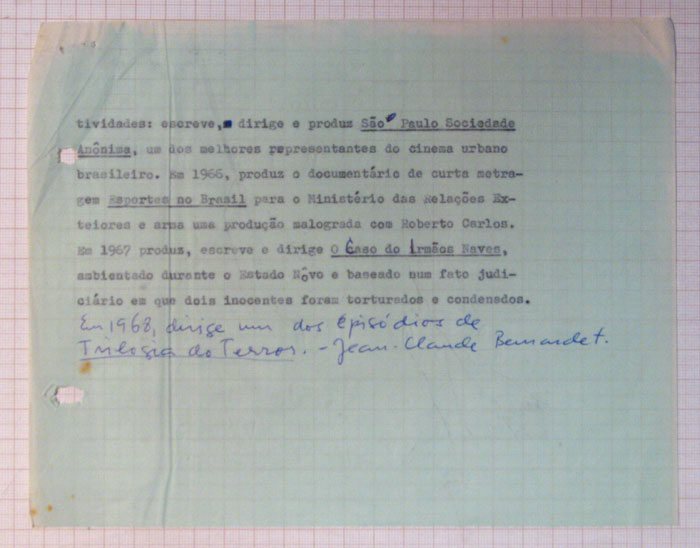 tividades: escreve, dirige e produz São Paulo Sociedade
Anônima, um dos melhores representantes do cinema urbano
brasileiro. Em 1966, produz o documentário de curta metra-
gem Esportes no Brasil para o Ministério das Relações Ex-
teiores e arma uma produção malograda com Roberto Carlos.
Em 1967 produz, escreve e dirige O Caso do Irmãos Naves,
ambientado durante o Estado Nôvo e baseado num fato judi-
ciário em que dois inocentes foram torturados e condenados.
Em 1968, dirige um dos episódios de
Trilogia do Terror. - Jean-Claude Bernardet.